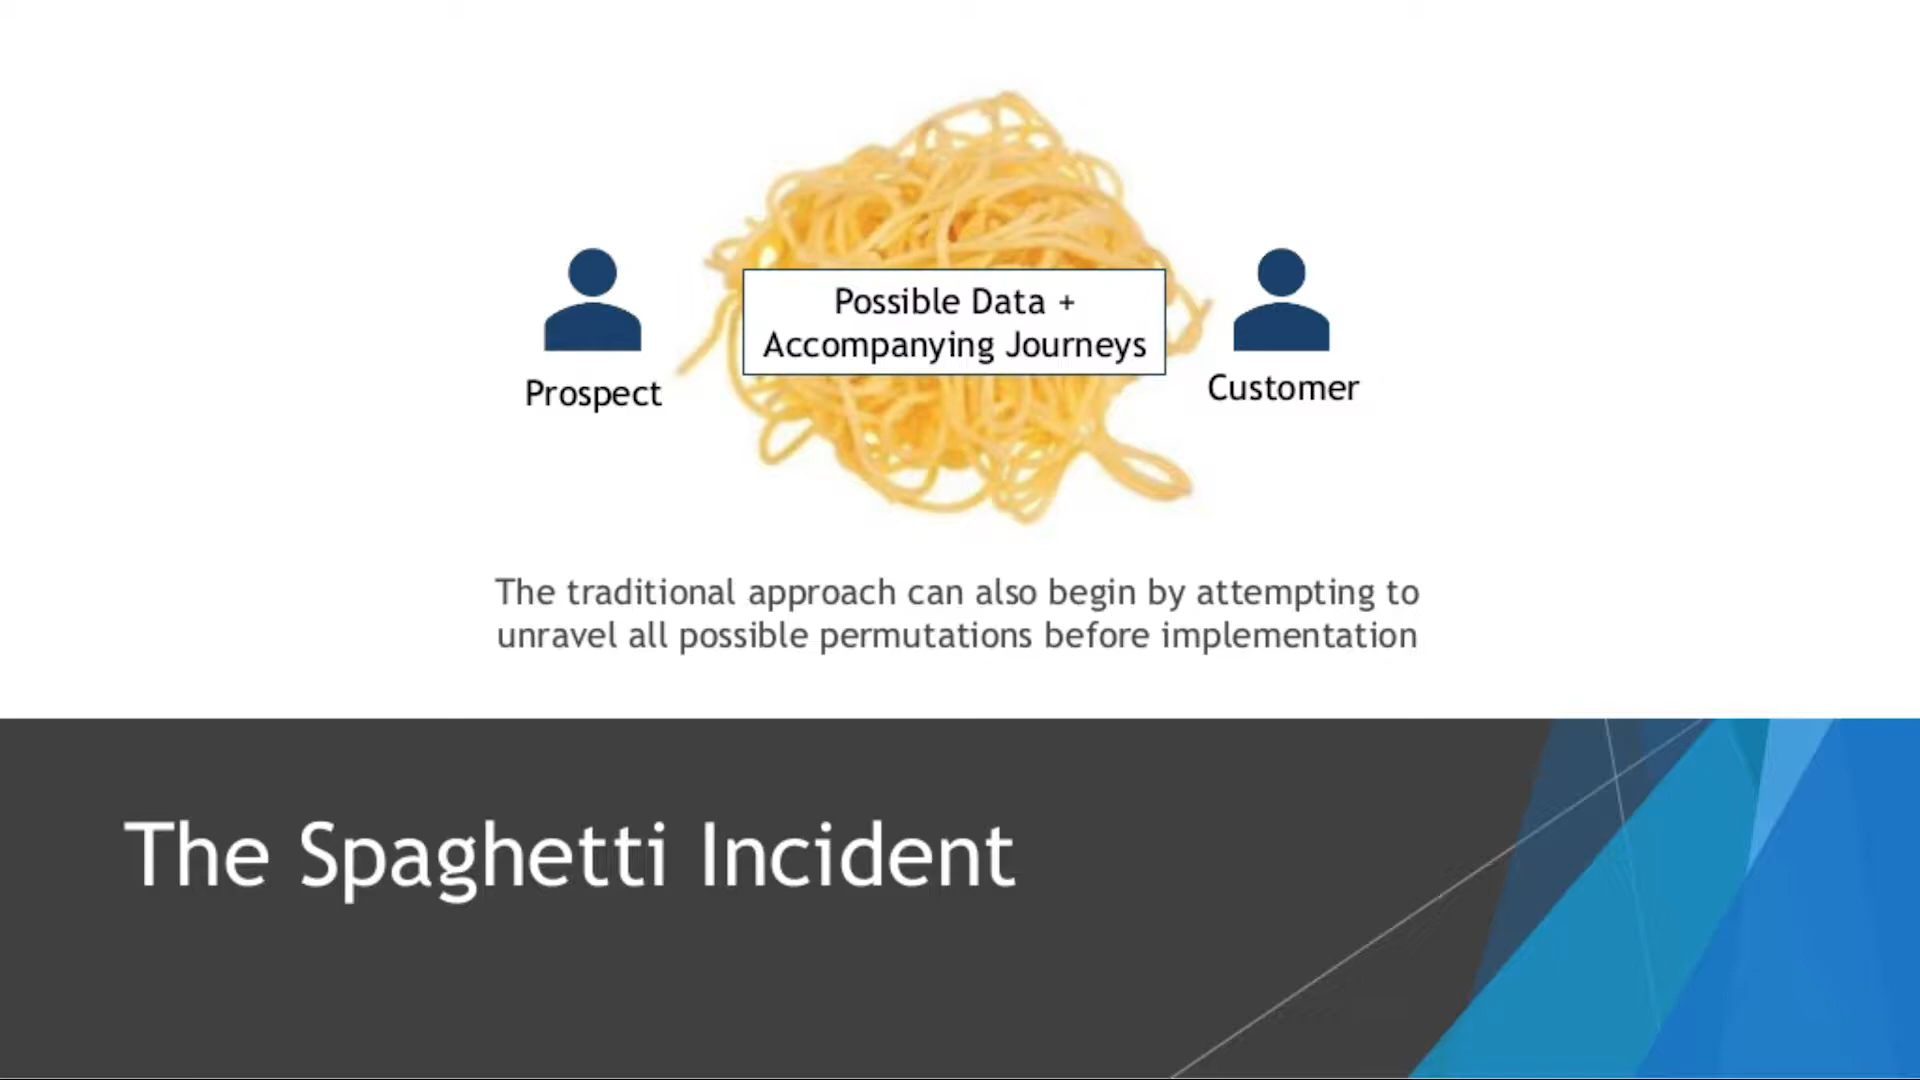 Possible Data +
Accompanying Journeys
Prospect
Customer
The traditional approach can also begin by attempting to
unravel all possible permutations before implementation
The Spaghetti Incident